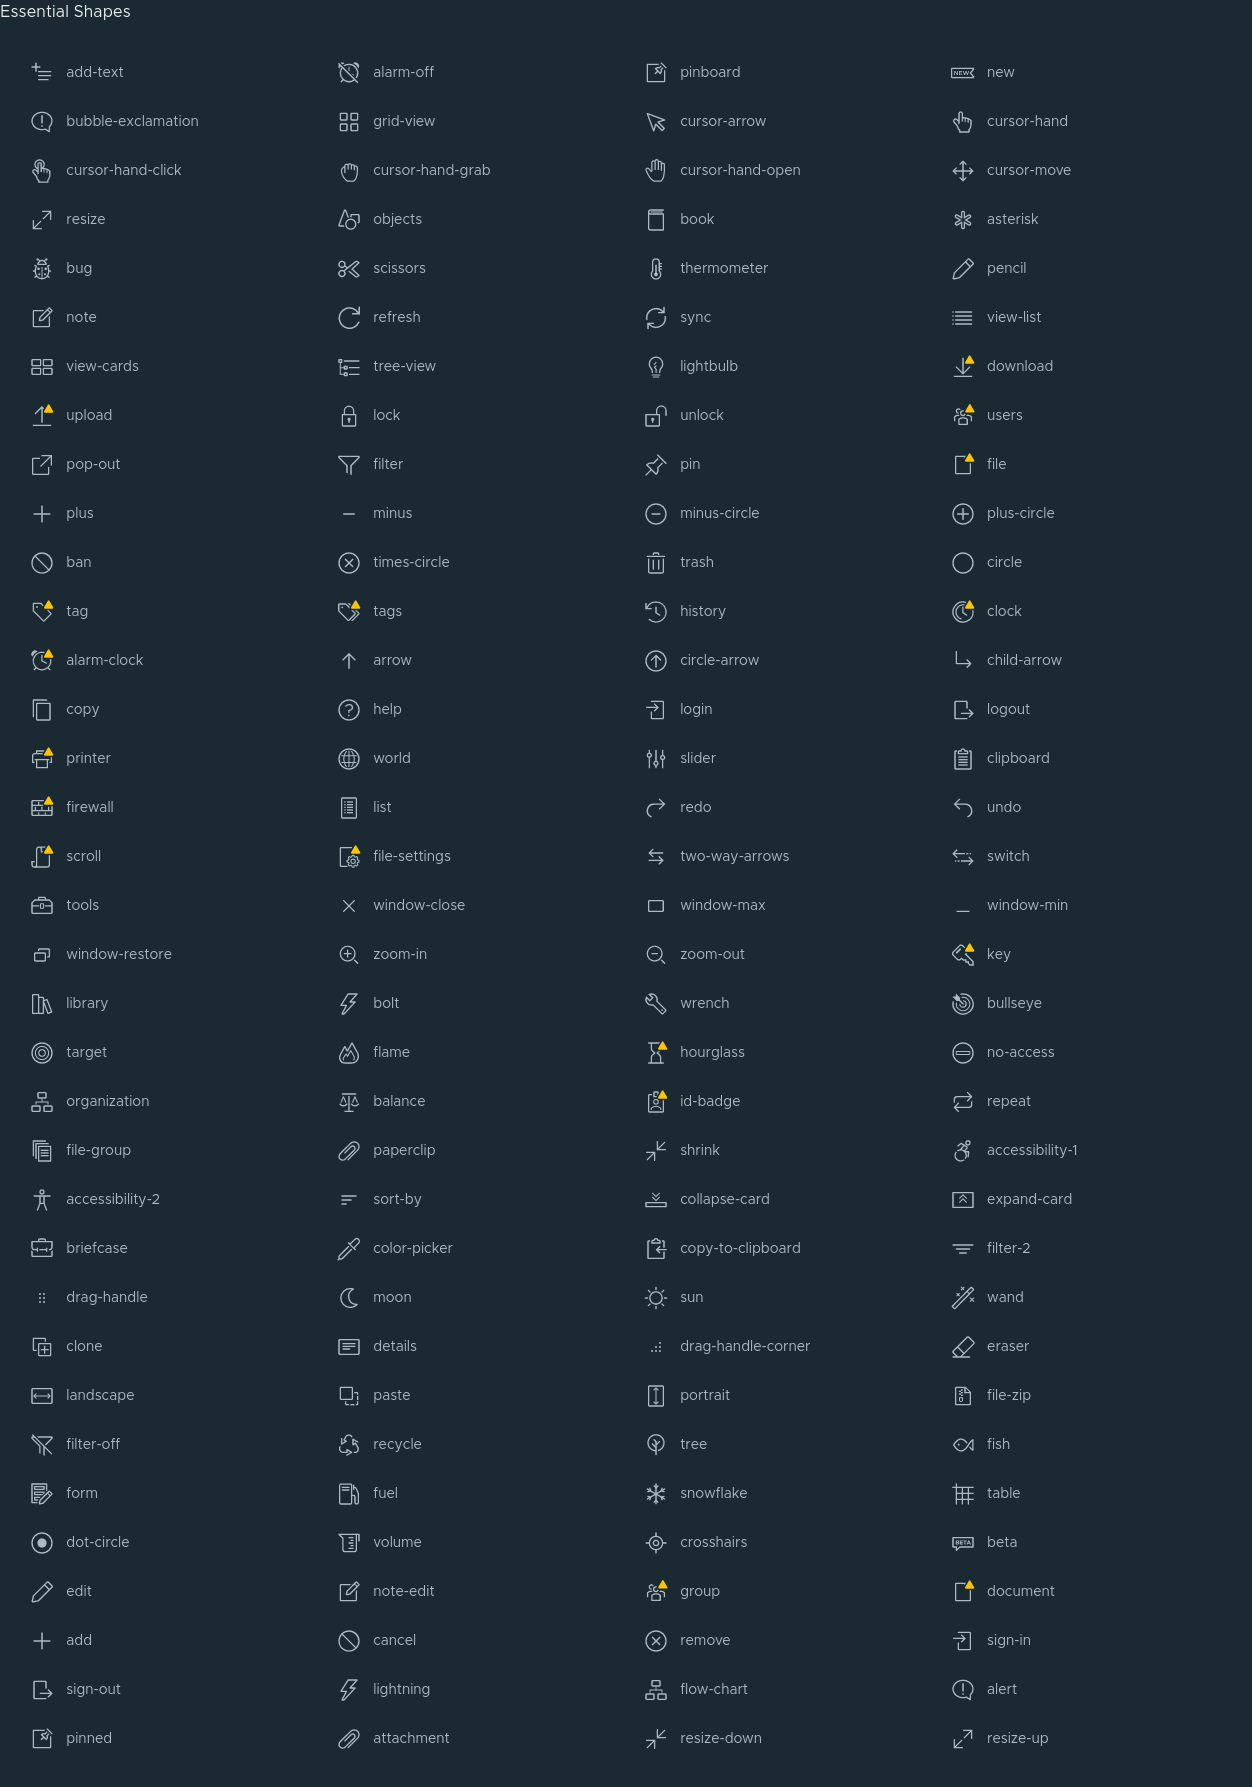 Essential Shapes
add-text alarm-off pinboard new
bubble-exclamation grid-view cursor-arrow cursor-hand
cursor-hand-click cursor-hand-grab cursor-hand-open cursor-move
resize objects book asterisk
bug scissors thermometer pencil
note refresh sync view-list
view-cards tree-view lightbulb download
upload lock unlock users
pop-out filter pin file
plus minus minus-circle plus-circle
ban times-circle trash circle
tag tags history clock
alarm-clock arrow circle-arrow child-arrow
copy help login logout
printer world slider clipboard
firewall list redo undo
scroll file-settings two-way-arrows switch
tools window-close window-max window-min
window-restore zoom-in zoom-out key
library bolt wrench bullseye
target flame hourglass no-access
organization balance id-badge repeat
file-group paperclip shrink accessibility-1
accessibility-2 sort-by collapse-card expand-card
briefcase color-picker copy-to-clipboard filter-2
drag-handle moon sun wand
clone details drag-handle-corner eraser
landscape paste portrait file-zip
filter-off recycle tree fish
form fuel snowflake table
dot-circle volume crosshairs BETA beta
edit note-edit group document
add cancel remove sign-in
sign-out lightning flow-chart alert
pinned attachment resize-down resize-up